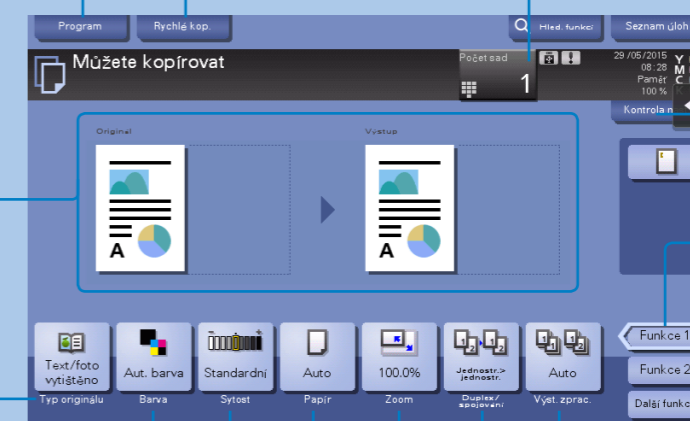 Program
Rychlé kop.
Hled. funkcí
Seznam úloh
Můžete kopírovat
Počet sad
1
29/05/2015
08:28
Paměť
100 %
Y
M
C
K
Kontrola n
Originál
Výstup
A
A
Text/foto
vytištěno
Aut. barva
Standardní
Auto
100.0%
Jednostr.>
jednostr.
Auto
Typ originálu
Barva
Sytost
Papír
Zoom
Duplex/
spojování
Výst. zprac.
Funkce 1
Funkce 2
Další funkc